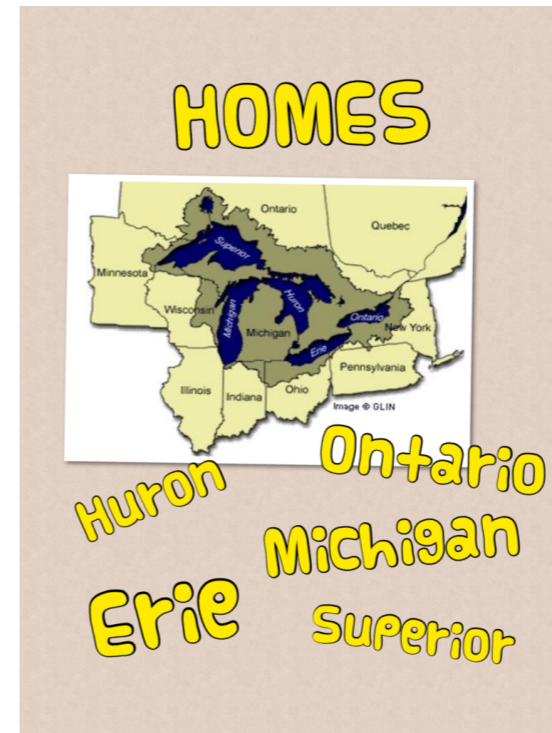 HOMES
Ontario
Quebec
Superior
Minnesota
Wisconsin
Michigan
Huron
Michigan
Ontario
New York
Erie
Pennsylvania
Illinois
Indiana
Ohio
Image © GLIN
Ontario
Huron
Michigan
Erie
Superior